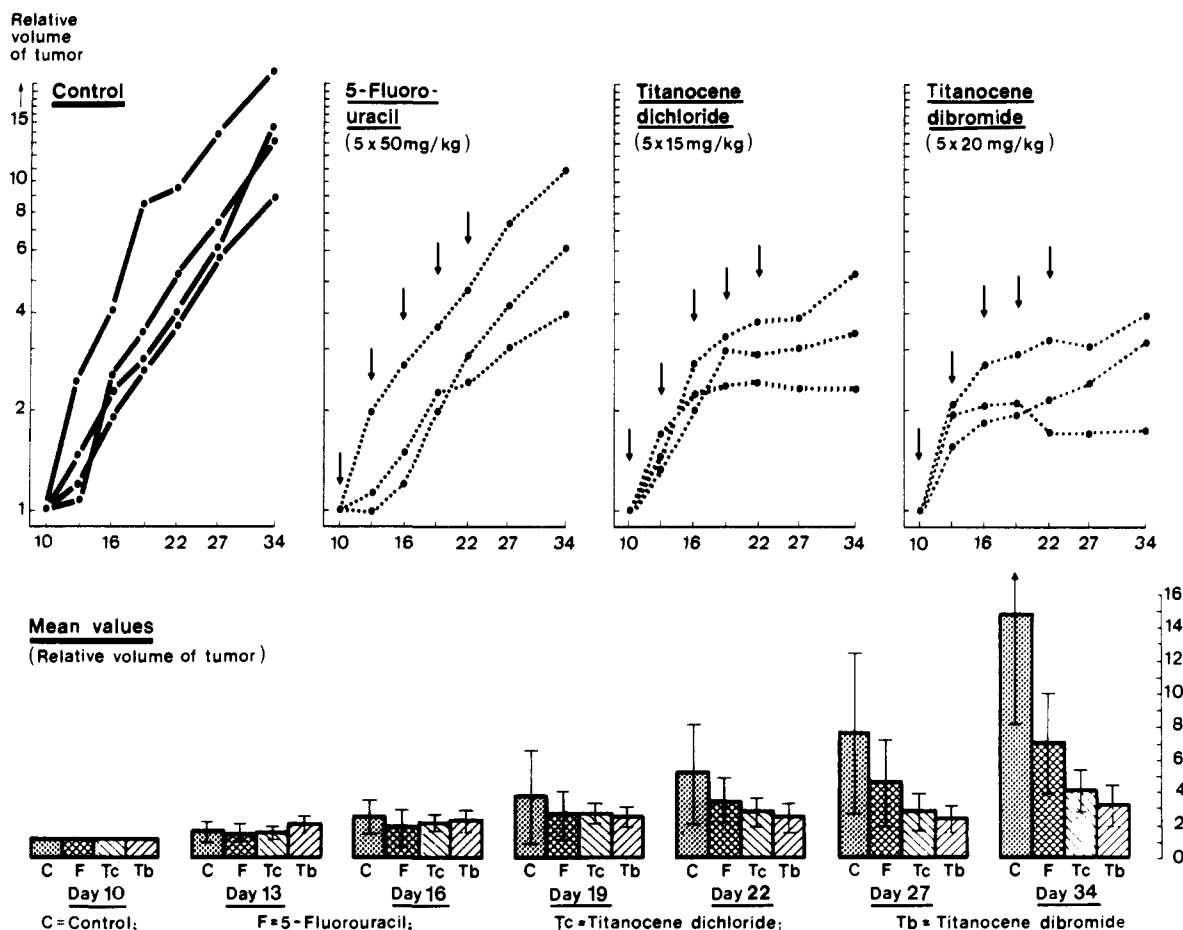 Relative
volume
of tumor
Control
5-Fluoro-
uracil
(5 x 50mg/kg)
Titanocene
dichloride
(5 x 15 mg/kg)
Titanocene
dibromide
(5 x 20 mg/kg)
15
10
8
6
4
2
1
10 16 22 27 34
10 16 22 27 34
10 16 22 27 34
10 16 22 27 34
Mean values
(Relative volume of tumor)
16
14
12
10
8
6
4
2
0
C F Tc Tb
C F Tc Tb
C F Tc Tb
C F Tc Tb
C F Tc Tb
C F Tc Tb
C F Tc Tb
Day 10 Day 13 Day 16 Day 19 Day 22 Day 27 Day 34
C = Control; F = 5-Fluorouracil; Tc = Titanocene dichloride; Tb = Titanocene dibromide